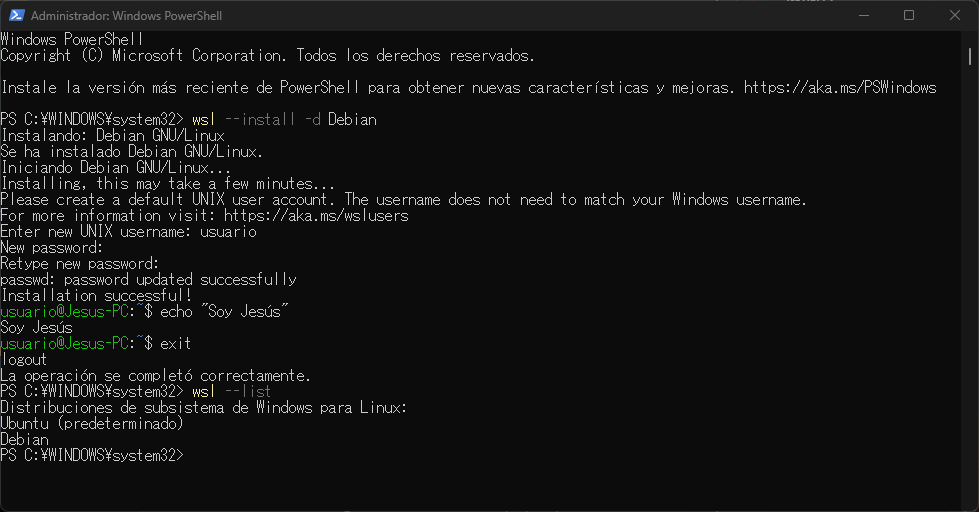 Administrador: Windows PowerShell
Windows PowerShell
Copyright (C) Microsoft Corporation. Todos los derechos reservados.
Instale la versión más reciente de PowerShell para obtener nuevas características y mejoras. https://aka.ms/PSWindows
PS C:¥WINDOWS¥system32> wsl --install -d Debian
Instalando: Debian GNU/Linux
Se ha instalado Debian GNU/Linux.
Iniciando Debian GNU/Linux...
Installing, this may take a few minutes...
Please create a default UNIX user account. The username does not need to match your Windows username.
For more information visit: https://aka.ms/wslusers
Enter new UNIX username: usuario
New password:
Retype new password:
passwd: password updated successfully
Installation successful!
usuario@Jesus-PC:~$ echo "Soy Jesús"
Soy Jesús
usuario@Jesus-PC:~$ exit
logout
La operación se completó correctamente.
PS C:¥WINDOWS¥system32> wsl --list
Distribuciones de subsistema de Windows para Linux:
Ubuntu (predeterminado)
Debian
PS C:¥WINDOWS¥system32>